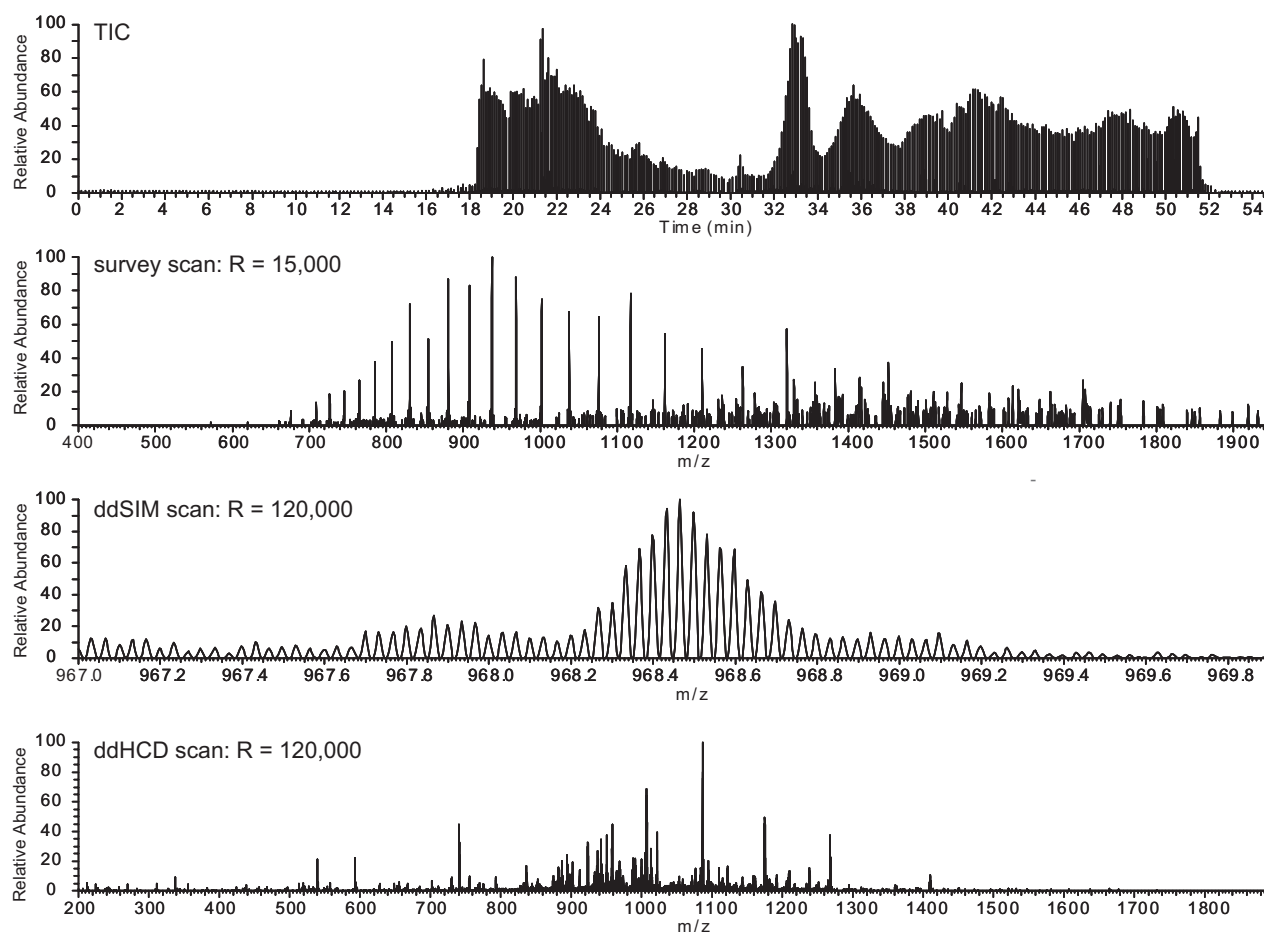 TIC
Relative Abundance
100
80
60
40
20
0
0 2 4 6 8 10 12 14 16 18 20 22 24 26 28 30 32 34 36 38 40 42 44 46 48 50 52 54
Time (min)
survey scan: R = 15,000
Relative Abundance
100
80
60
40
20
0
400 500 600 700 800 900 1000 1100 1200 1300 1400 1500 1600 1700 1800 1900
m/z
ddSIM scan: R = 120,000
Relative Abundance
100
80
60
40
20
0
967.0 967.2 967.4 967.6 967.8 968.0 968.2 968.4 968.6 968.8 969.0 969.2 969.4 969.6 969.8
m/z
ddHCD scan: R = 120,000
Relative Abundance
100
80
60
40
20
0
200 300 400 500 600 700 800 900 1000 1100 1200 1300 1400 1500 1600 1700 1800
m/z